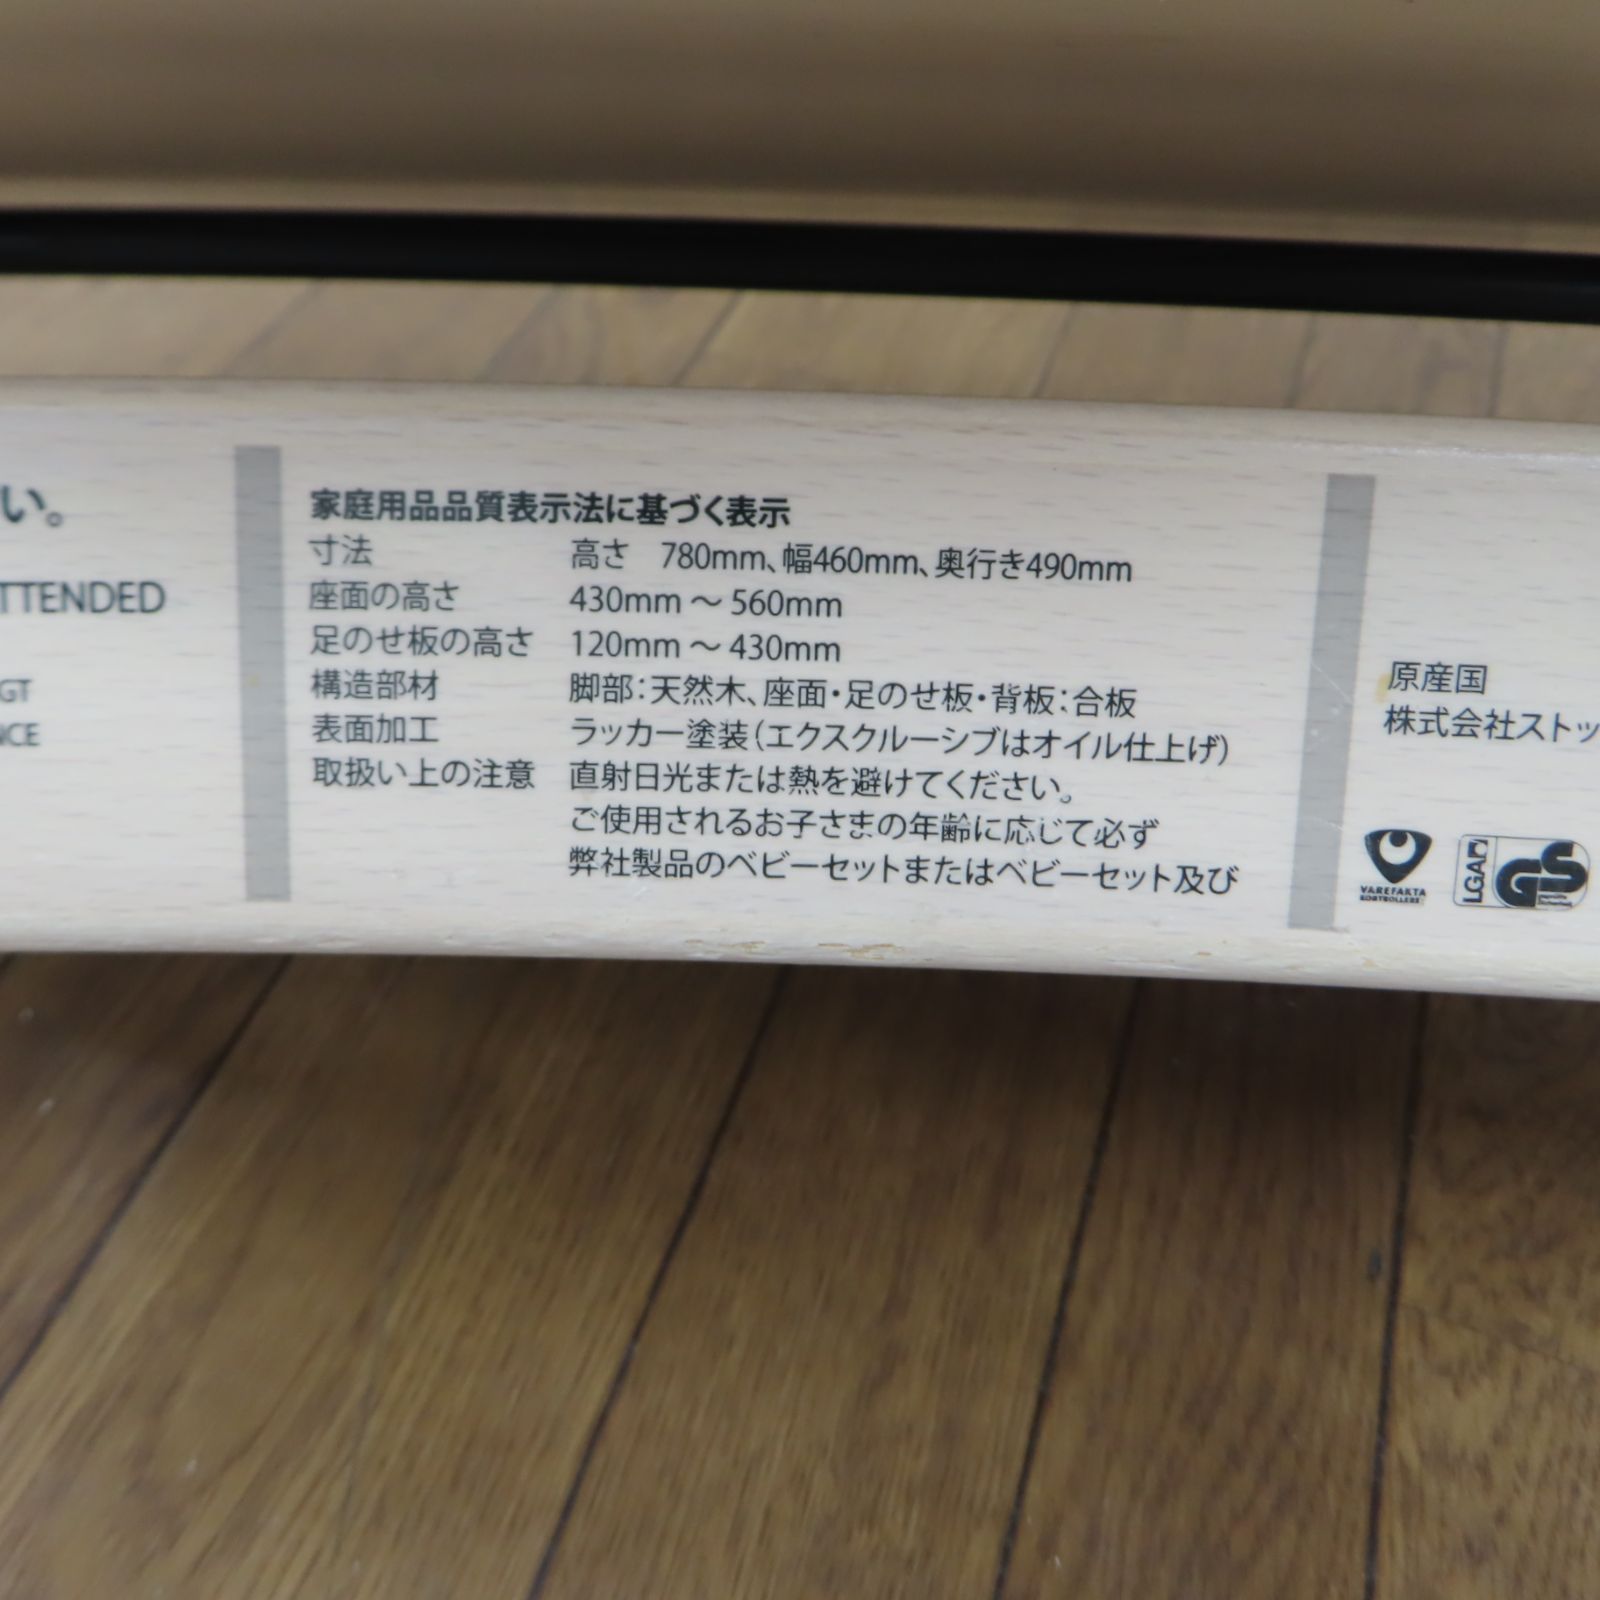 い。
TTENDED
GT
NCE
家庭用品品質表示法に基づく表示
寸法 高さ 780mm、幅460mm、奥行き490mm
座面の高さ 430mm ～ 560mm
足のせ板の高さ 120mm ～ 430mm
構造部材 脚部：天然木、座面・足のせ板・背板：合板
表面加工 ラッカー塗装（エクスクルーシブはオイル仕上げ）
取扱い上の注意 直射日光または熱を避けてください。
ご使用されるお子さまの年齢に応じて必ず
弊社製品のベビーセットまたはベビーセット及び
原産国
株式会社ストッ
VAREFAKTA
KONTROLLERET
LGA
GS